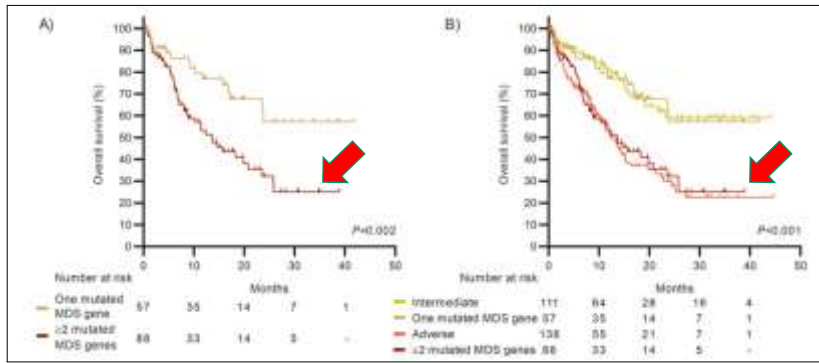 A)
B)
100
90
80
70
60
50
40
30
20
10
0
Overall survival (%)
P<0.002
0 10 20 30 40 50
Months
Number at risk
One mutated MDS gene 57 35 14 7 1
≥2 mutated MDS genes 88 33 14 5 -
100
90
80
70
60
50
40
30
20
10
0
Overall survival (%)
P<0.001
0 10 20 30 40 50
Months
Number at risk
Intermediate 111 64 28 16 4
One mutated MDS gene 57 35 14 7 1
Adverse 138 55 21 7 1
≥2 mutated MDS genes 88 33 14 5 -